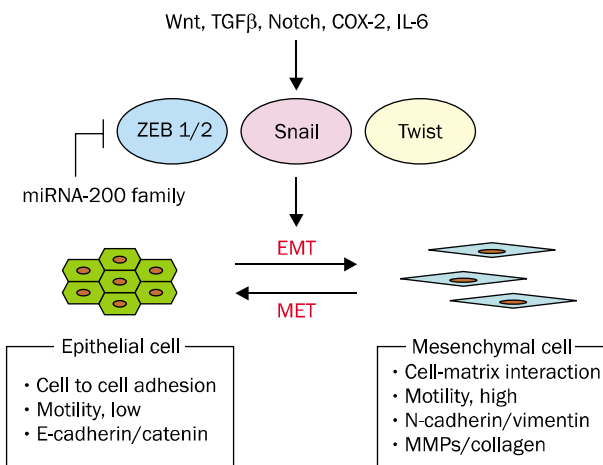 Wnt, TGFβ, Notch, COX-2, IL-6
ZEB 1/2
Snail
Twist
miRNA-200 family
EMT
MET
Epithelial cell
· Cell to cell adhesion
· Motility, low
· E-cadherin/catenin
Mesenchymal cell
· Cell-matrix interaction
· Motility, high
· N-cadherin/vimentin
· MMPs/collagen